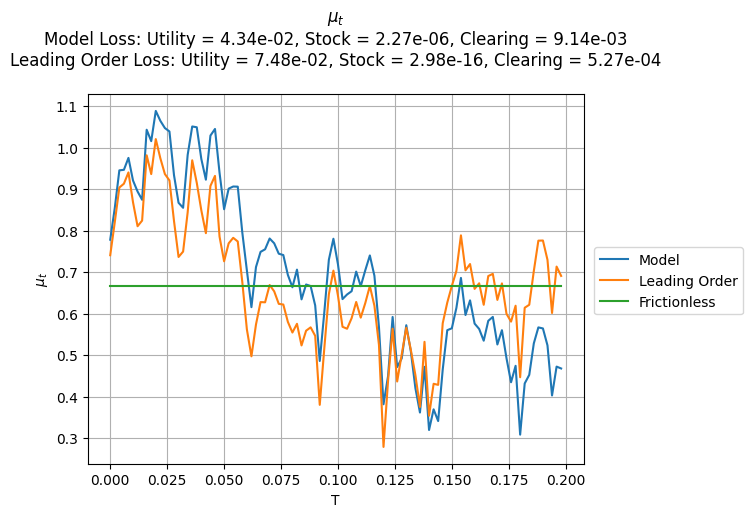 μₜ
Model Loss: Utility = 4.34e-02, Stock = 2.27e-06, Clearing = 9.14e-03
Leading Order Loss: Utility = 7.48e-02, Stock = 2.98e-16, Clearing = 5.27e-04
1.1
1.0
0.9
0.8
0.7
0.6
0.5
0.4
0.3
μₜ
0.000 0.025 0.050 0.075 0.100 0.125 0.150 0.175 0.200
T
Model
Leading Order
Frictionless